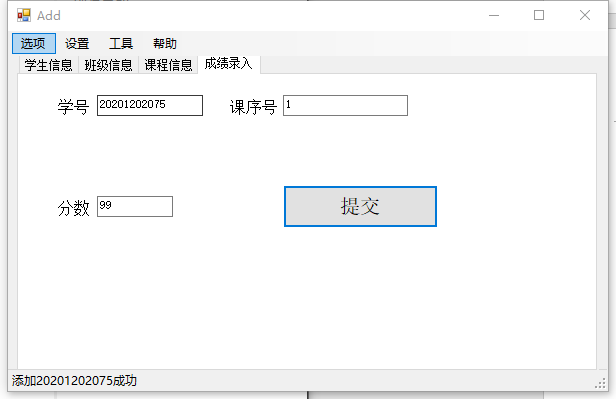 Add
选项 设置 工具 帮助
学生信息 班级信息 课程信息 成绩录入
学号 20201202075 课序号 1
分数 99 提交
添加20201202075成功